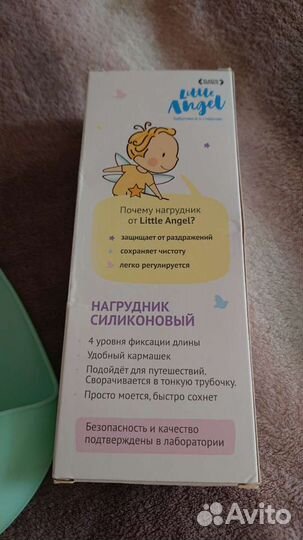 Little
Angel
Почему нагрудник
от Little Angel?
защищает от раздражений
сохраняет чистоту
легко регулируется
НАГРУДНИК
СИЛИКОНОВЫЙ
4 уровня фиксации длины
Удобный кармашек
Подойдёт для путешествий.
Сворачивается в тонкую трубочку.
Просто моется, быстро сохнет
Безопасность и качество
подтверждены в лаборатории
Avito